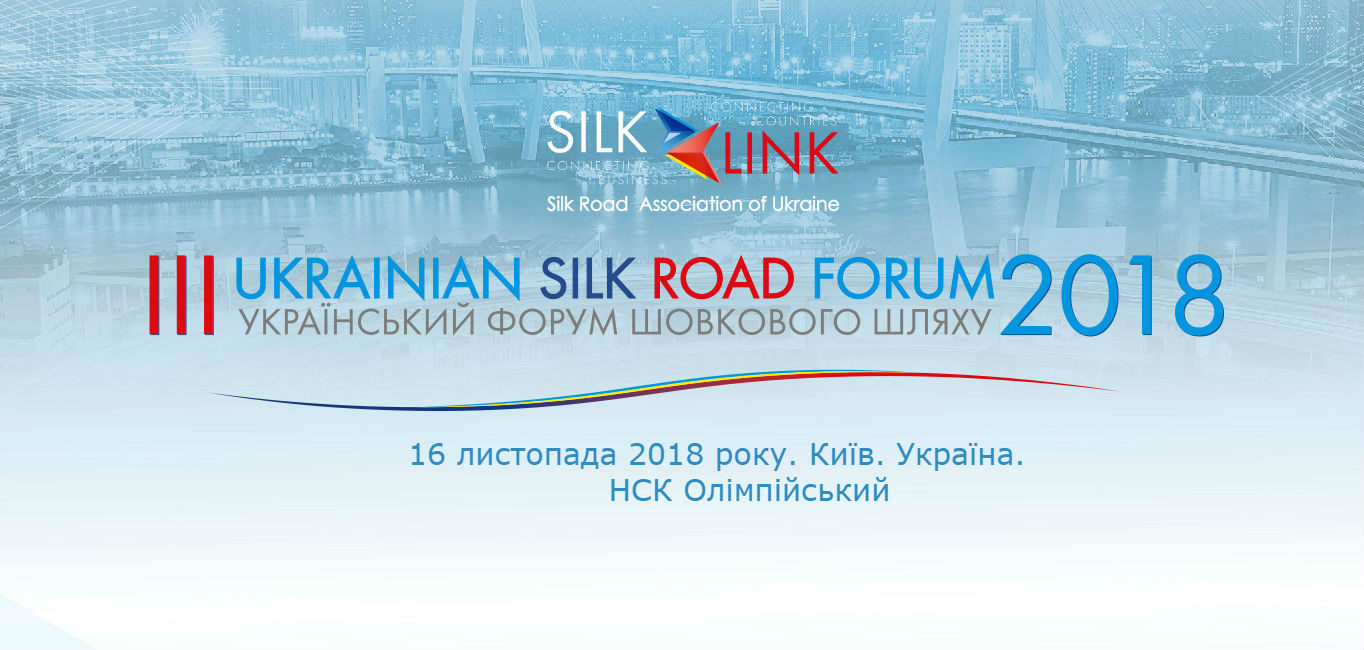 SILK
CONNECTING
COUNTRIES
LINK
CONNECTING
BUSINESS
Silk Road Association of Ukraine
III UKRAINIAN SILK ROAD FORUM 2018
УКРАЇНСЬКИЙ ФОРУМ ШОВКОВОГО ШЛЯХУ
16 листопада 2018 року. Київ. Україна.
НСК Олімпійський